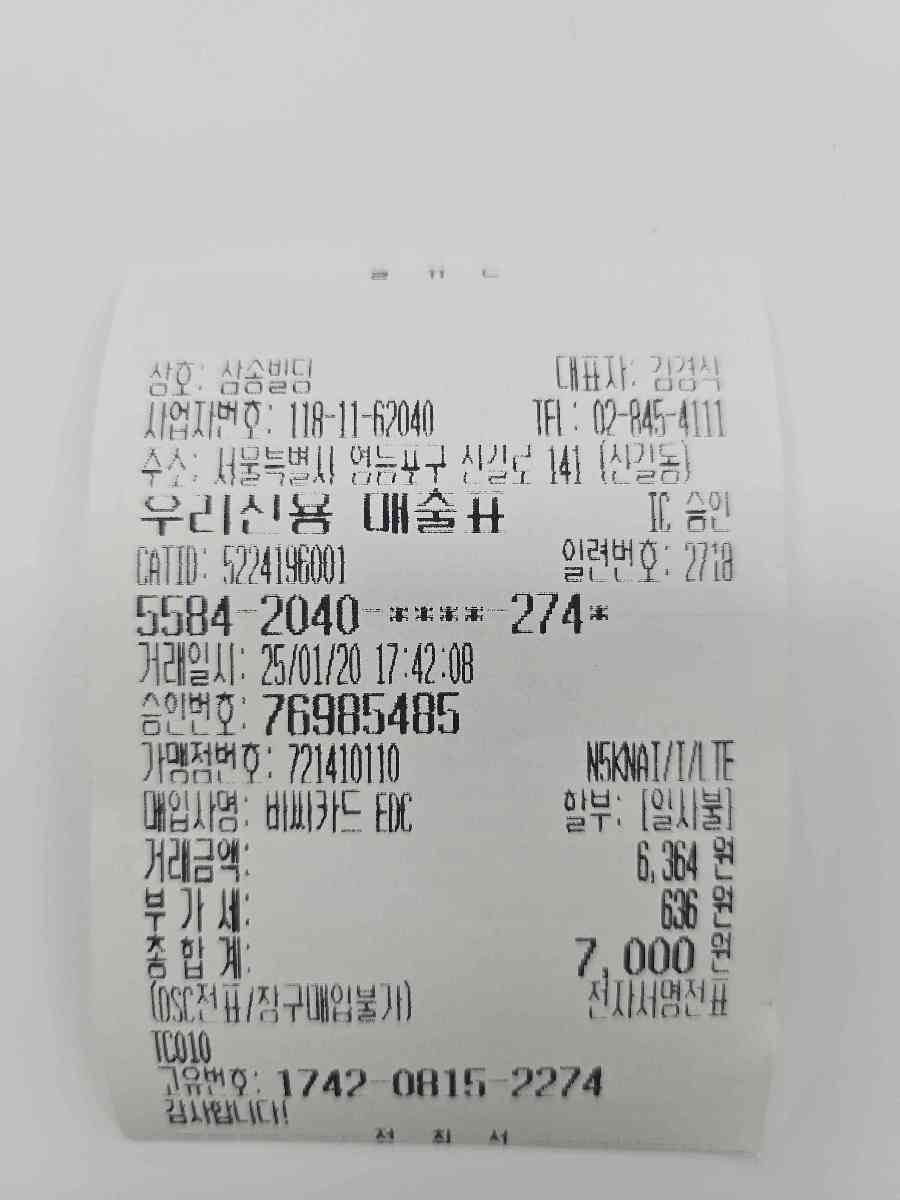 상호: 삼송빌딩 대표자: 김경식
사업자번호: 118-11-62040 TEL: 02-845-4111
주소: 서울특별시 영등포구 신길로 141 (신길동)
우리신용 매출표 IC 승인
CATID: 5224196001 일련번호: 2718
5584-2040-****-274*
거래일시: 25/01/20 17:42:08
승인번호: 76985485
가맹점번호: 721410110 N5KNAI/I/LTE
매입사명: 비씨카드 EDC 할부: [일시불]
거래금액: 6,364 원
부 가 세: 636 원
총 합 계: 7,000 원
(DSC전표/청구매입불가) 전자서명전표
TC010
고유번호: 1742-0815-2274
감사합니다!